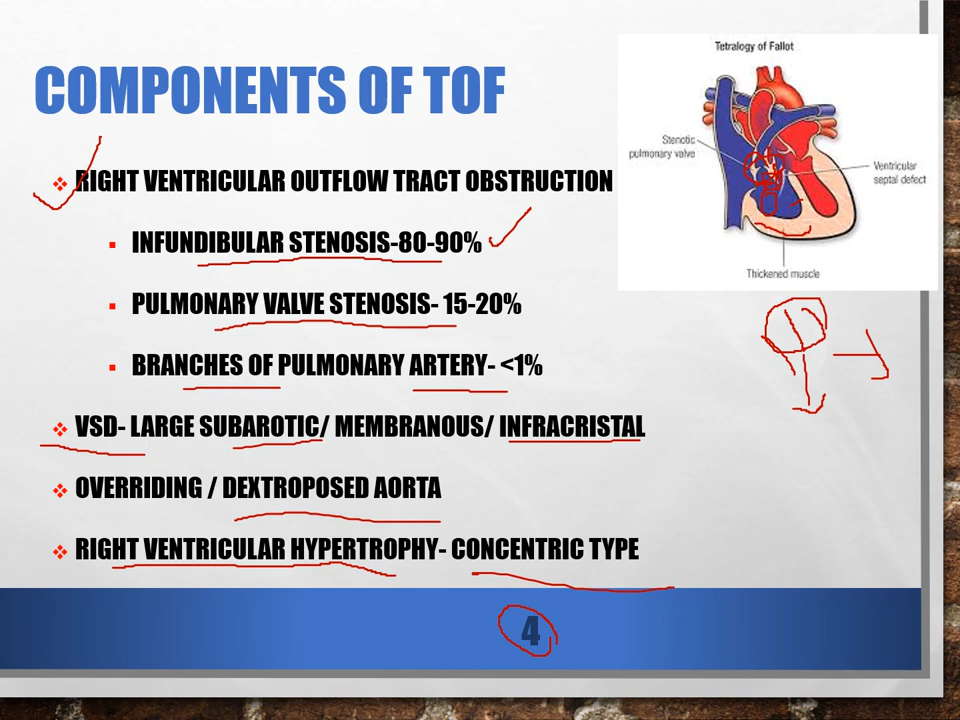 Tetralogy of Fallot
COMPONENTS OF TOF
Stenotic
pulmonary valve
Ventricular
septal defect
Thickened muscle
RIGHT VENTRICULAR OUTFLOW TRACT OBSTRUCTION
INFUNDIBULAR STENOSIS-80-90%
PULMONARY VALVE STENOSIS- 15-20%
BRANCHES OF PULMONARY ARTERY- <1%
VSD- LARGE SUBAROTIC/ MEMBRANOUS/ INFRACRISTAL
OVERRIDING / DEXTROPOSED AORTA
RIGHT VENTRICULAR HYPERTROPHY- CONCENTRIC TYPE
4